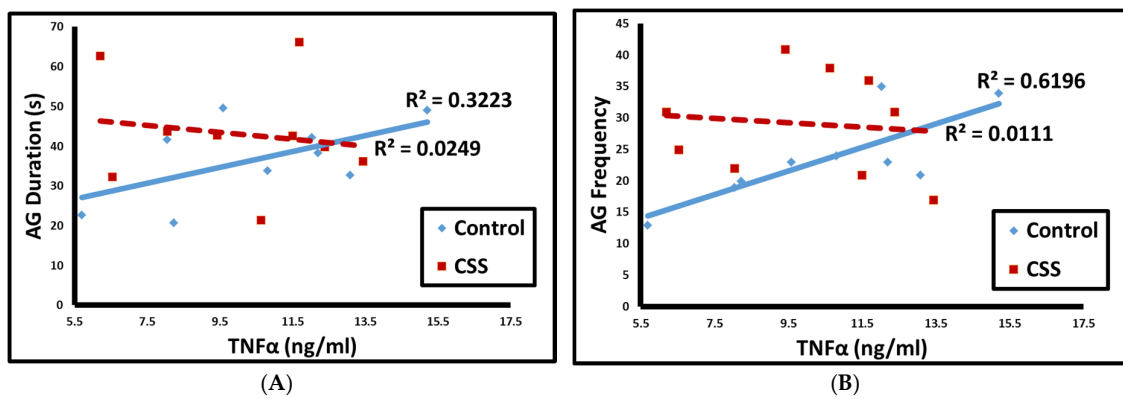 70
60
50
40
30
20
10
0
AG Duration (s)
R² = 0.3223
R² = 0.0249
Control
CSS
5.5 7.5 9.5 11.5 13.5 15.5 17.5
TNFα (ng/ml)
(A)
45
40
35
30
25
20
15
10
5
0
AG Frequency
R² = 0.6196
R² = 0.0111
Control
CSS
5.5 7.5 9.5 11.5 13.5 15.5 17.5
TNFα (ng/ml)
(B)